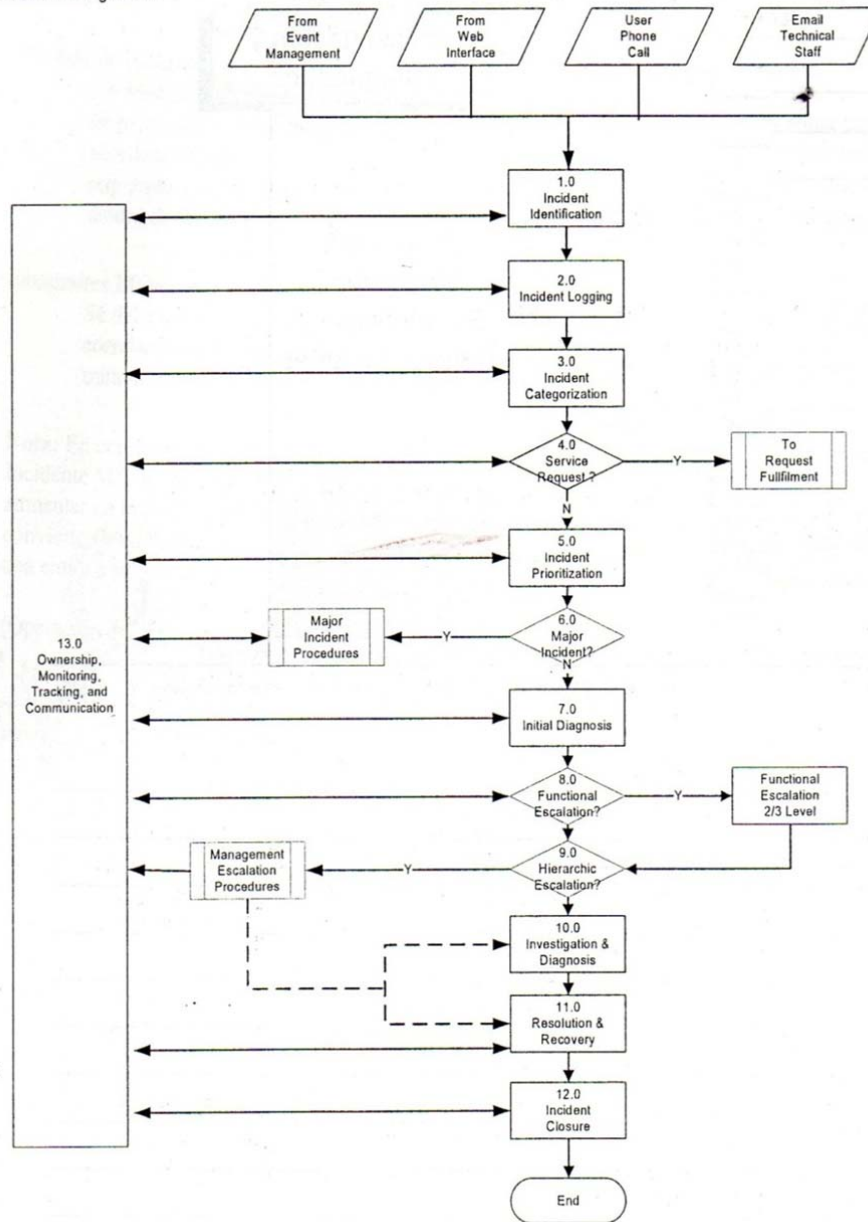 From
Event
Management
From
Web
Interface
User
Phone
Call
Email
Technical
Staff
1.0
Incident
Identification
2.0
Incident Logging
3.0
Incident
Categorization
4.0
Service
Request ?
Y
To
Request
Fullfilment
N
5.0
Incident
Prioritization
6.0
Major
Incident?
Y
Major
Incident
Procedures
N
13.0
Ownership,
Monitoring,
Tracking, and
Communication
7.0
Initial Diagnosis
8.0
Functional
Escalation?
Y
Functional
Escalation
2/3 Level
9.0
Hierarchic
Escalation?
Y
Management
Escalation
Procedures
10.0
Investigation &
Diagnosis
11.0
Resolution &
Recovery
12.0
Incident
Closure
End